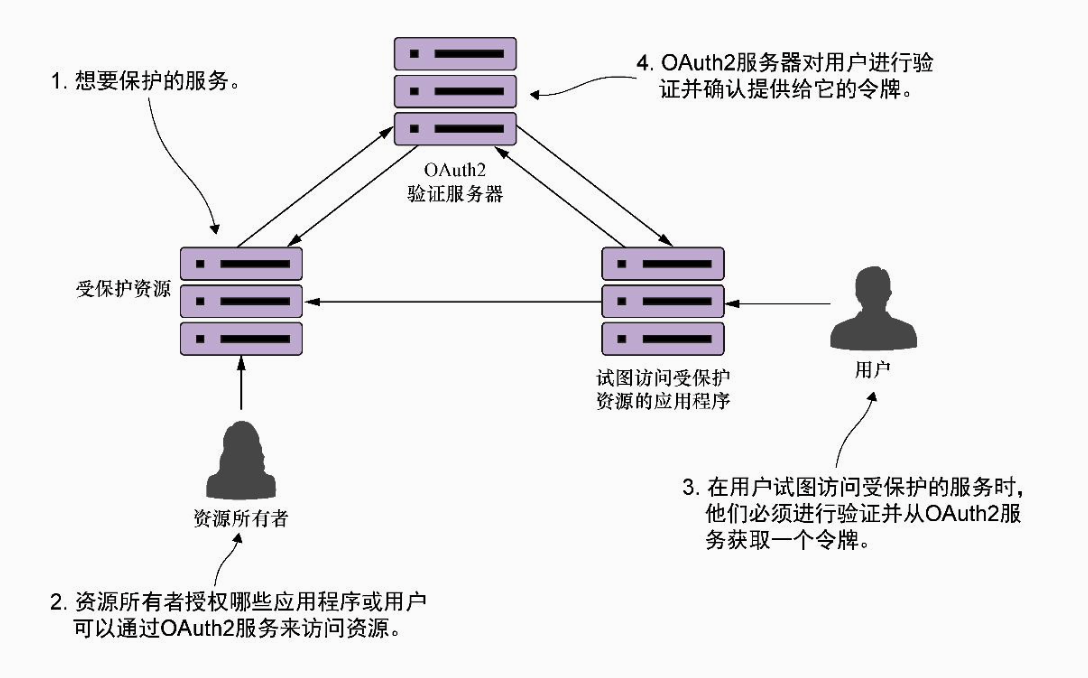 1. 想要保护的服务。
4. OAuth2服务器对用户进行验
证并确认提供给它的令牌。
OAuth2
验证服务器
受保护资源
试图访问受保护
资源的应用程序
用户
资源所有者
3. 在用户试图访问受保护的服务时,
他们必须进行验证并从OAuth2服
务获取一个令牌。
2. 资源所有者授权哪些应用程序或用户
可以通过OAuth2服务来访问资源。